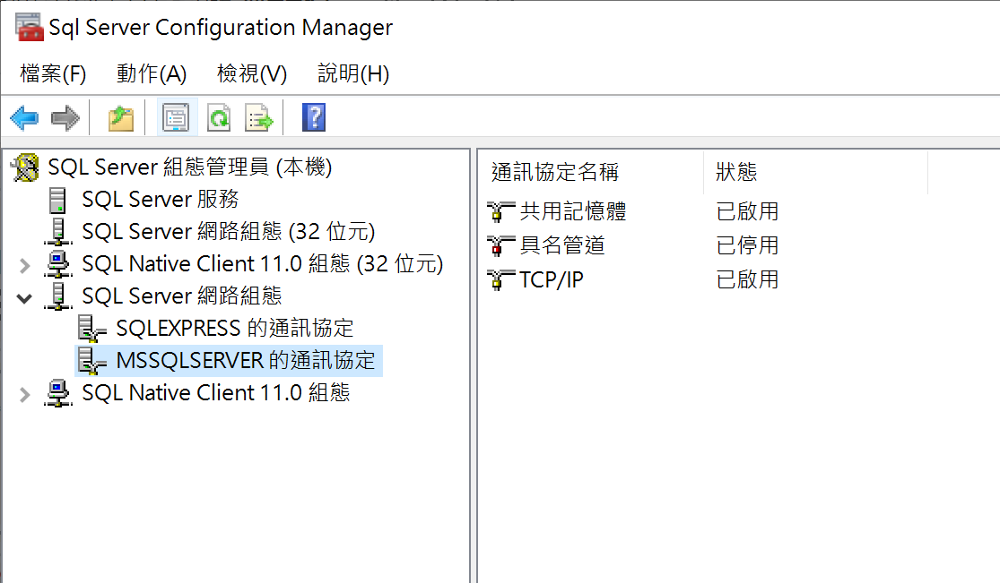 Sql Server Configuration Manager
檔案(F) 動作(A) 檢視(V) 說明(H)
SQL Server 組態管理員 (本機)
SQL Server 服務
SQL Server 網路組態 (32 位元)
SQL Native Client 11.0 組態 (32 位元)
SQL Server 網路組態
SQLEXPRESS 的通訊協定
MSSQLSERVER 的通訊協定
SQL Native Client 11.0 組態
通訊協定名稱 狀態
共用記憶體 已啟用
具名管道 已停用
TCP/IP 已啟用